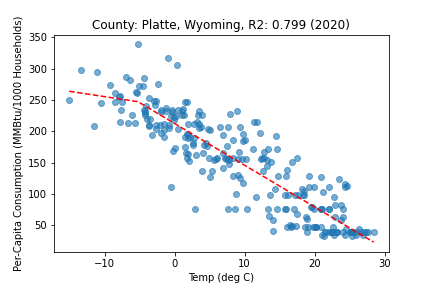 County: Platte, Wyoming, R2: 0.799 (2020)
Per-Capita Consumption (MMBtu/1000 Households)
350
300
250
200
150
100
50
−10 0 10 20 30
Temp (deg C)